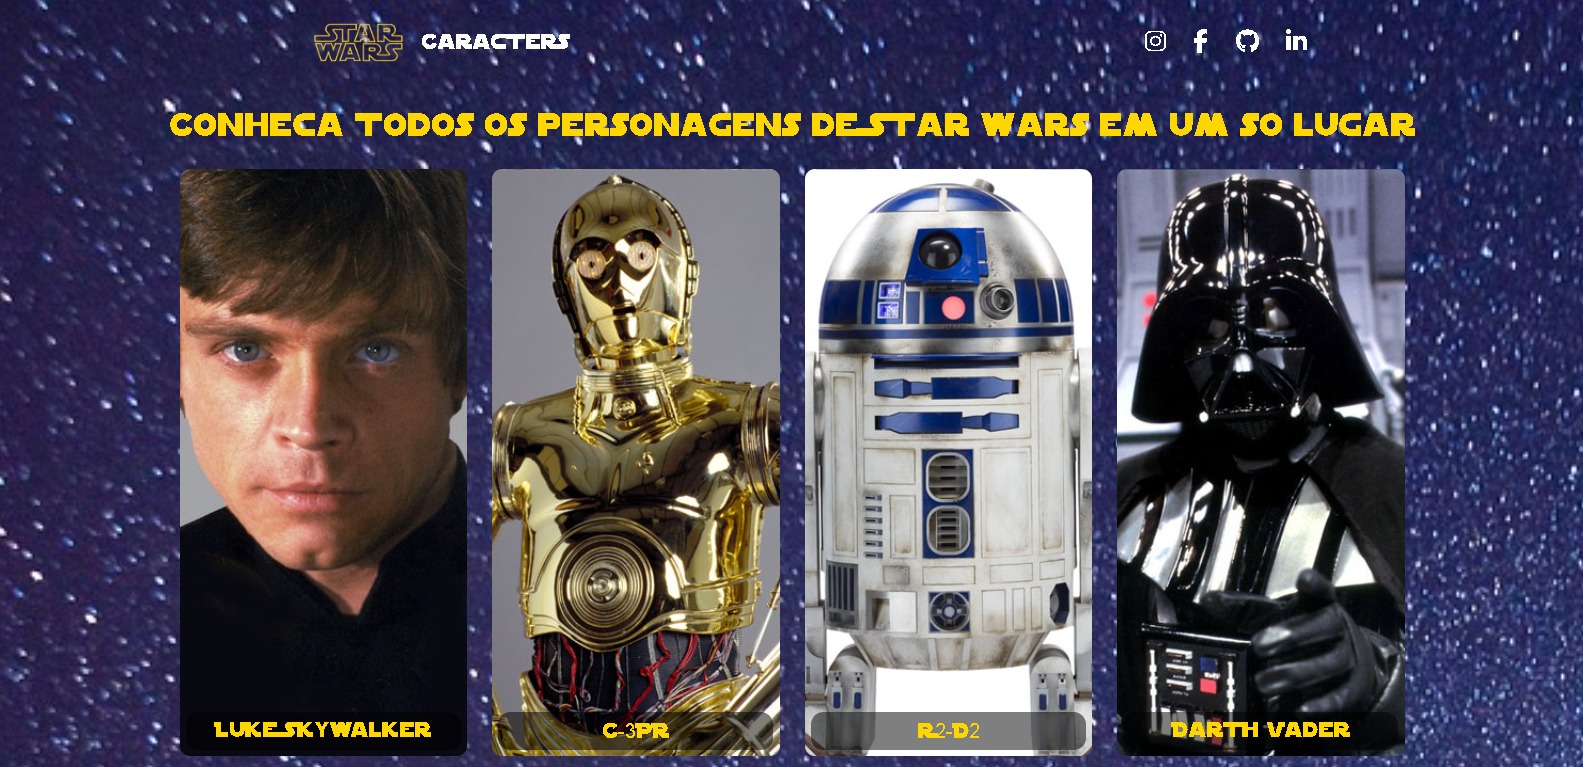 STAR
WARS
CARACTERS
CONHECA TODOS OS PERSONAGENS DE STAR WARS EM UM SO LUGAR
LUKE SKYWALKER
C-3PR
R2-D2
DARTH VADER